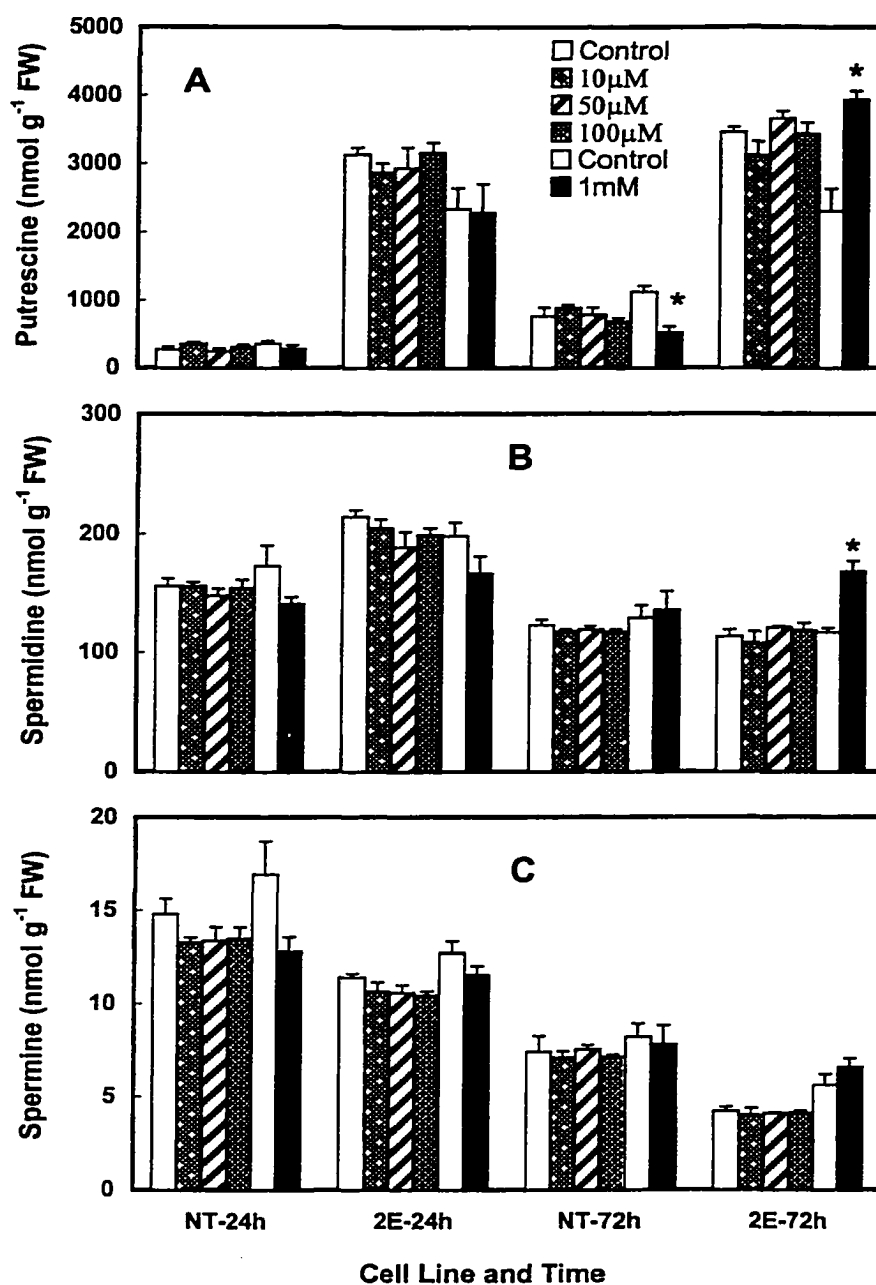 5000
4000
3000
2000
1000
0
Putrescine (nmol g⁻¹ FW)
A
Control
10µM
50µM
100µM
Control
1mM
*
*
300
200
100
0
Spermidine (nmol g⁻¹ FW)
B
*
20
15
10
5
0
Spermine (nmol g⁻¹ FW)
C
NT-24h 2E-24h NT-72h 2E-72h
Cell Line and Time